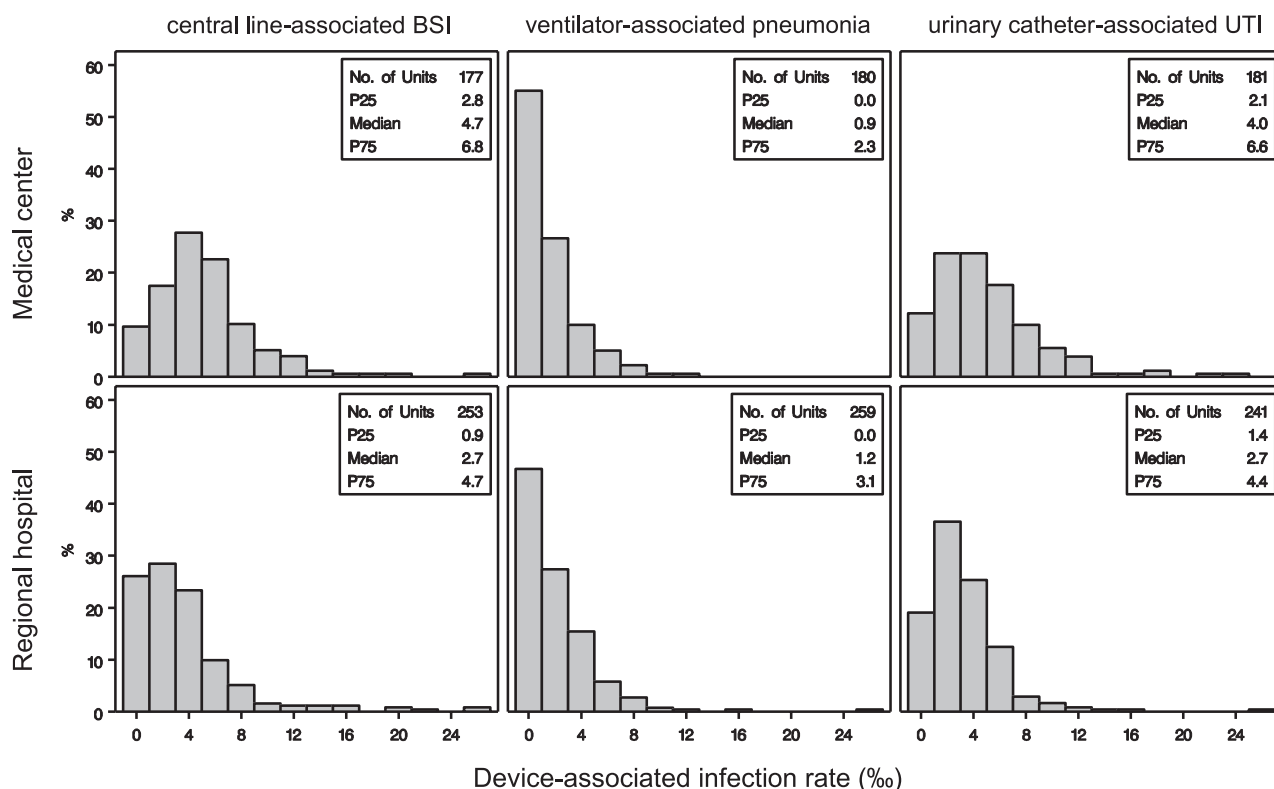 central line-associated BSI
ventilator-associated pneumonia
urinary catheter-associated UTI
Medical center
%
60
50
40
30
20
10
0
No. of Units 177
P25 2.8
Median 4.7
P75 6.8
No. of Units 180
P25 0.0
Median 0.9
P75 2.3
No. of Units 181
P25 2.1
Median 4.0
P75 6.6
Regional hospital
%
60
50
40
30
20
10
0
No. of Units 253
P25 0.9
Median 2.7
P75 4.7
No. of Units 259
P25 0.0
Median 1.2
P75 3.1
No. of Units 241
P25 1.4
Median 2.7
P75 4.4
0 4 8 12 16 20 24
0 4 8 12 16 20 24
0 4 8 12 16 20 24
Device-associated infection rate (‰)